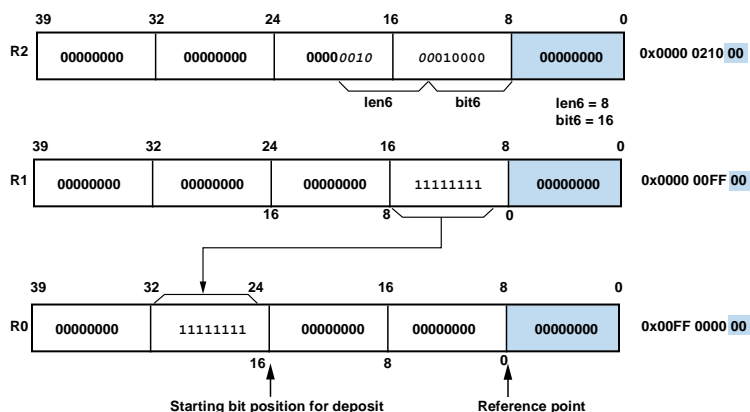 39 32 24 16 8 0
R2 00000000 00000000 00000010 00010000 00000000 0x0000 0210 00
len6 bit6 len6 = 8
bit6 = 16
39 32 24 16 8 0
R1 00000000 00000000 00000000 11111111 00000000 0x0000 00FF 00
16 8 0
39 32 24 16 8 0
R0 00000000 11111111 00000000 00000000 00000000 0x00FF 0000 00
16 8 0
Starting bit position for deposit Reference point